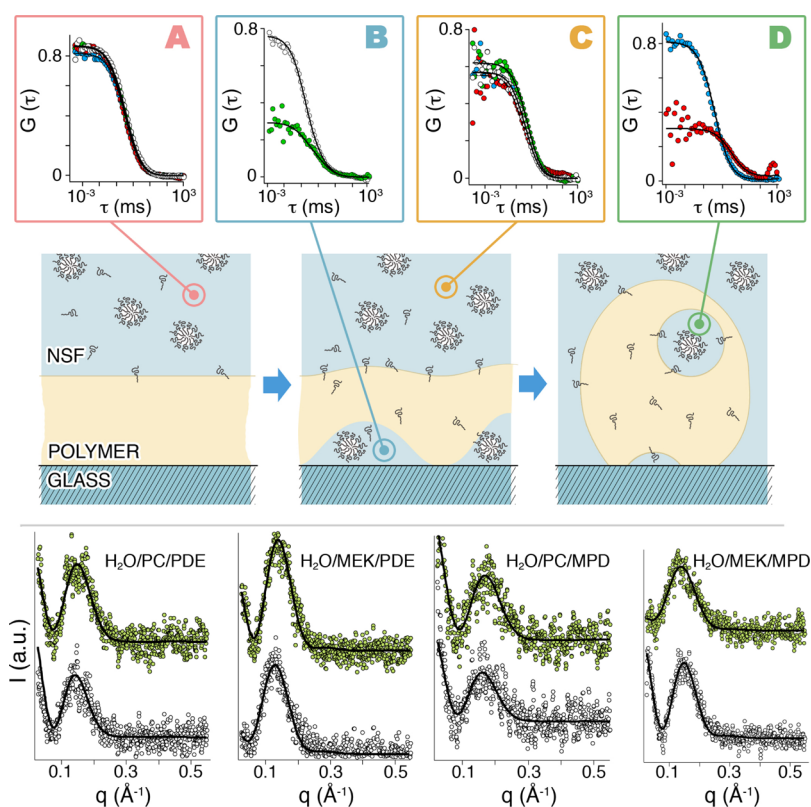 A
B
C
D
G (τ)
0.8
0
10⁻³
10³
τ (ms)
G (τ)
0.8
0
10⁻³
10³
τ (ms)
G (τ)
0.8
0
10⁻³
10³
τ (ms)
G (τ)
0.8
0
10⁻³
10³
τ (ms)
NSF
POLYMER
GLASS
I (a.u.)
H₂O/PC/PDE
H₂O/MEK/PDE
H₂O/PC/MPD
H₂O/MEK/MPD
0.1 0.3 0.5
0.1 0.3 0.5
0.1 0.3 0.5
0.1 0.3 0.5
q (Å⁻¹)
q (Å⁻¹)
q (Å⁻¹)
q (Å⁻¹)